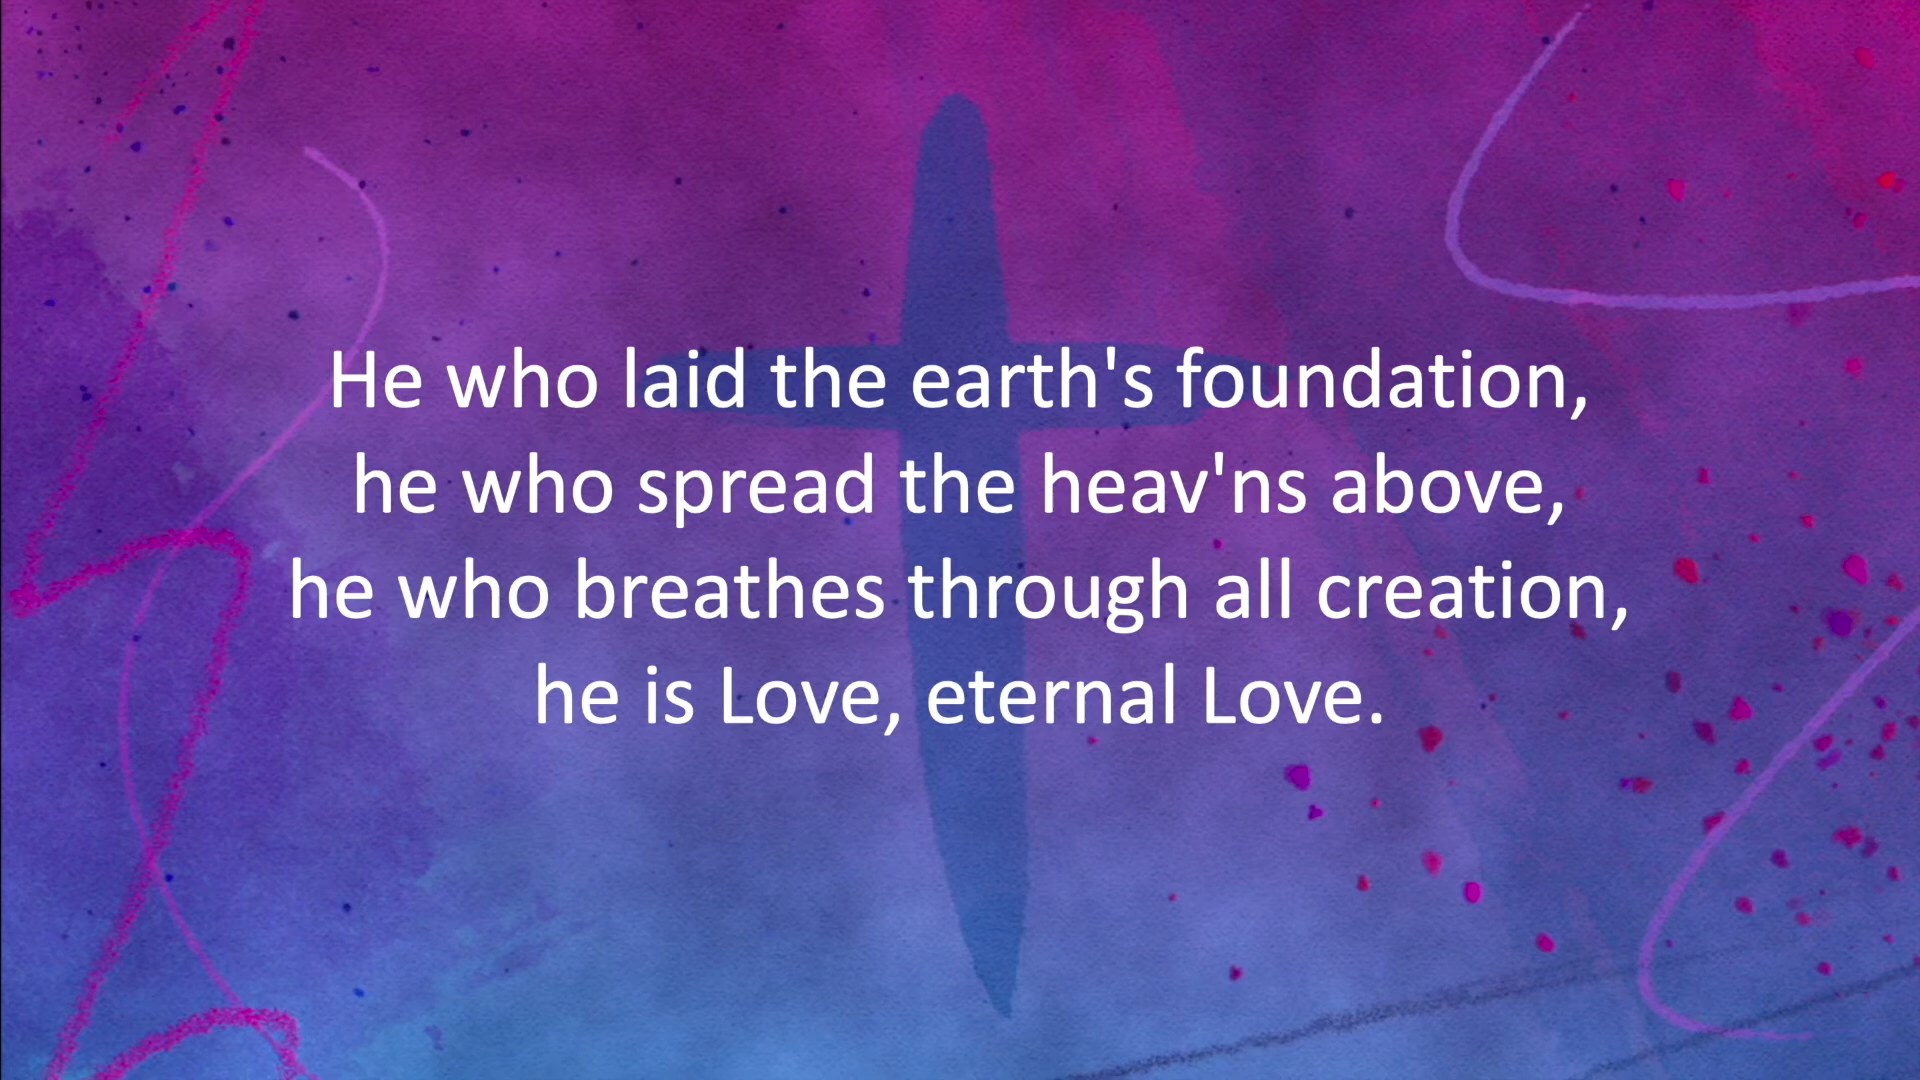 He who laid the earth's foundation,
he who spread the heav'ns above,
he who breathes through all creation,
he is Love, eternal Love.